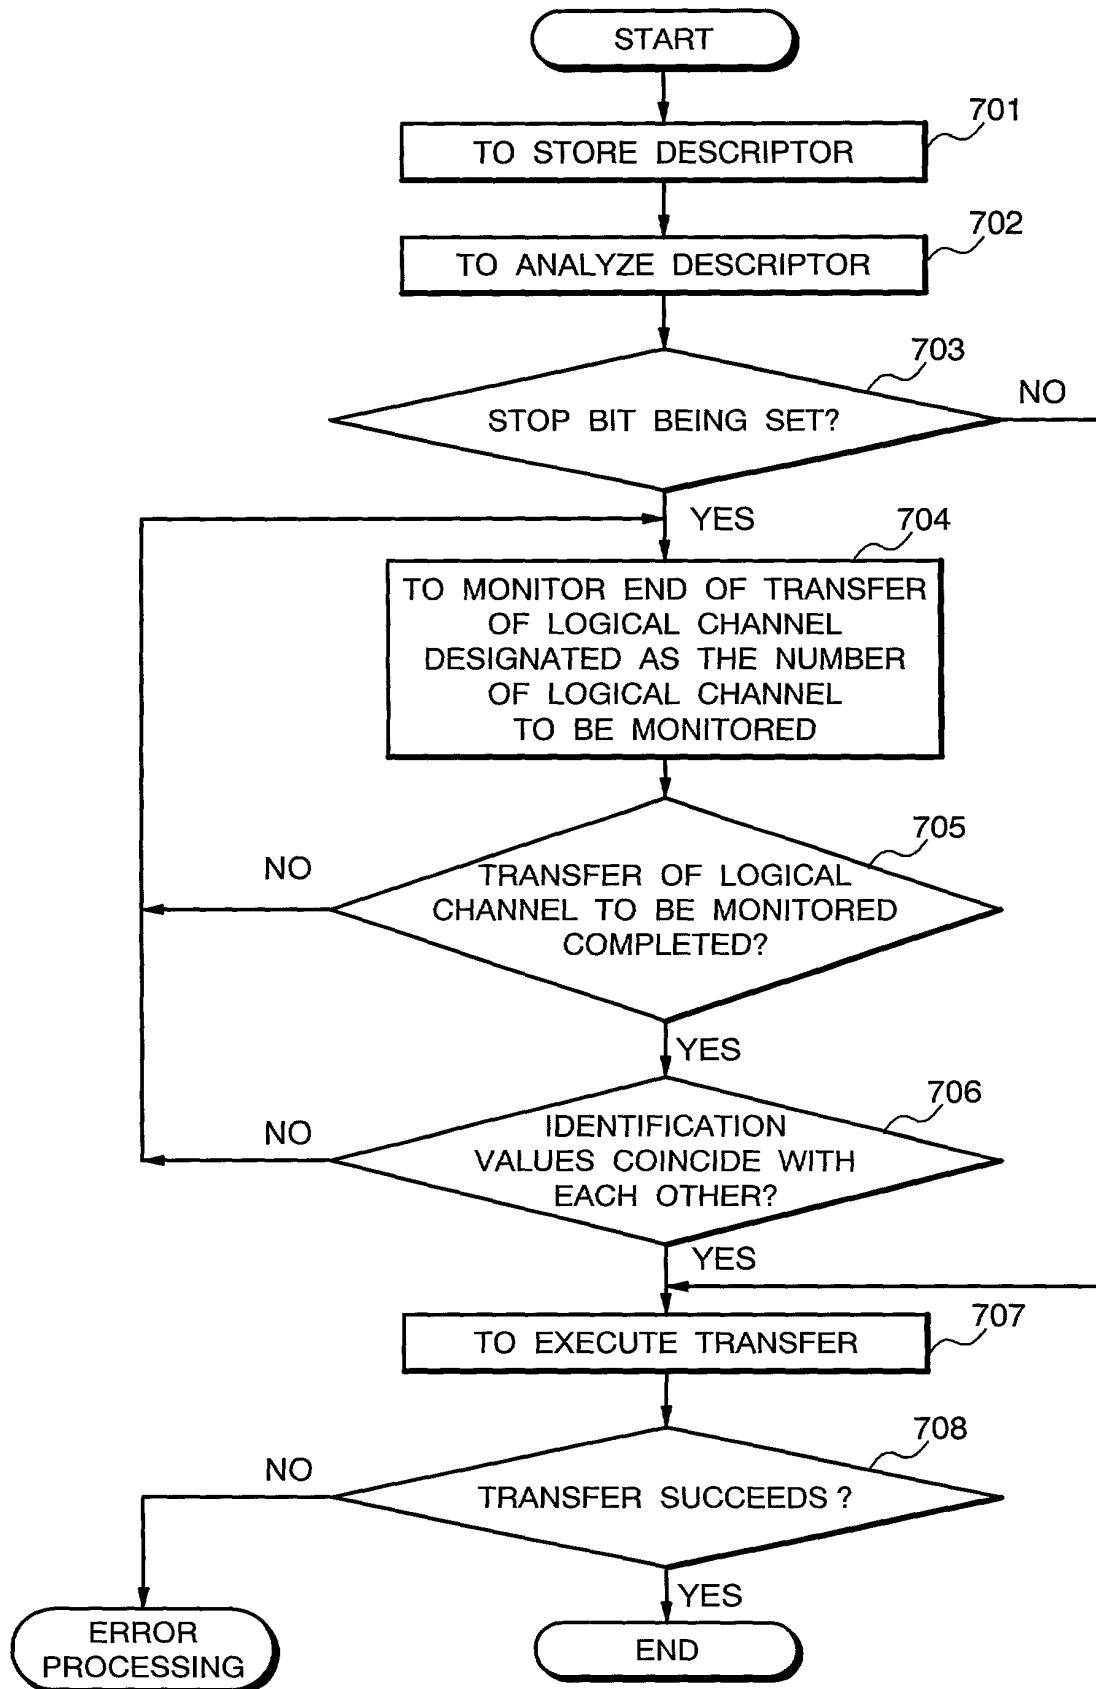 START
701
TO STORE DESCRIPTOR
702
TO ANALYZE DESCRIPTOR
703
NO
STOP BIT BEING SET?
YES
704
TO MONITOR END OF TRANSFER
OF LOGICAL CHANNEL
DESIGNATED AS THE NUMBER
OF LOGICAL CHANNEL
TO BE MONITORED
705
NO
TRANSFER OF LOGICAL
CHANNEL TO BE MONITORED
COMPLETED?
YES
706
NO
IDENTIFICATION
VALUES COINCIDE WITH
EACH OTHER?
YES
707
TO EXECUTE TRANSFER
708
NO
TRANSFER SUCCEEDS ?
YES
ERROR
PROCESSING
END